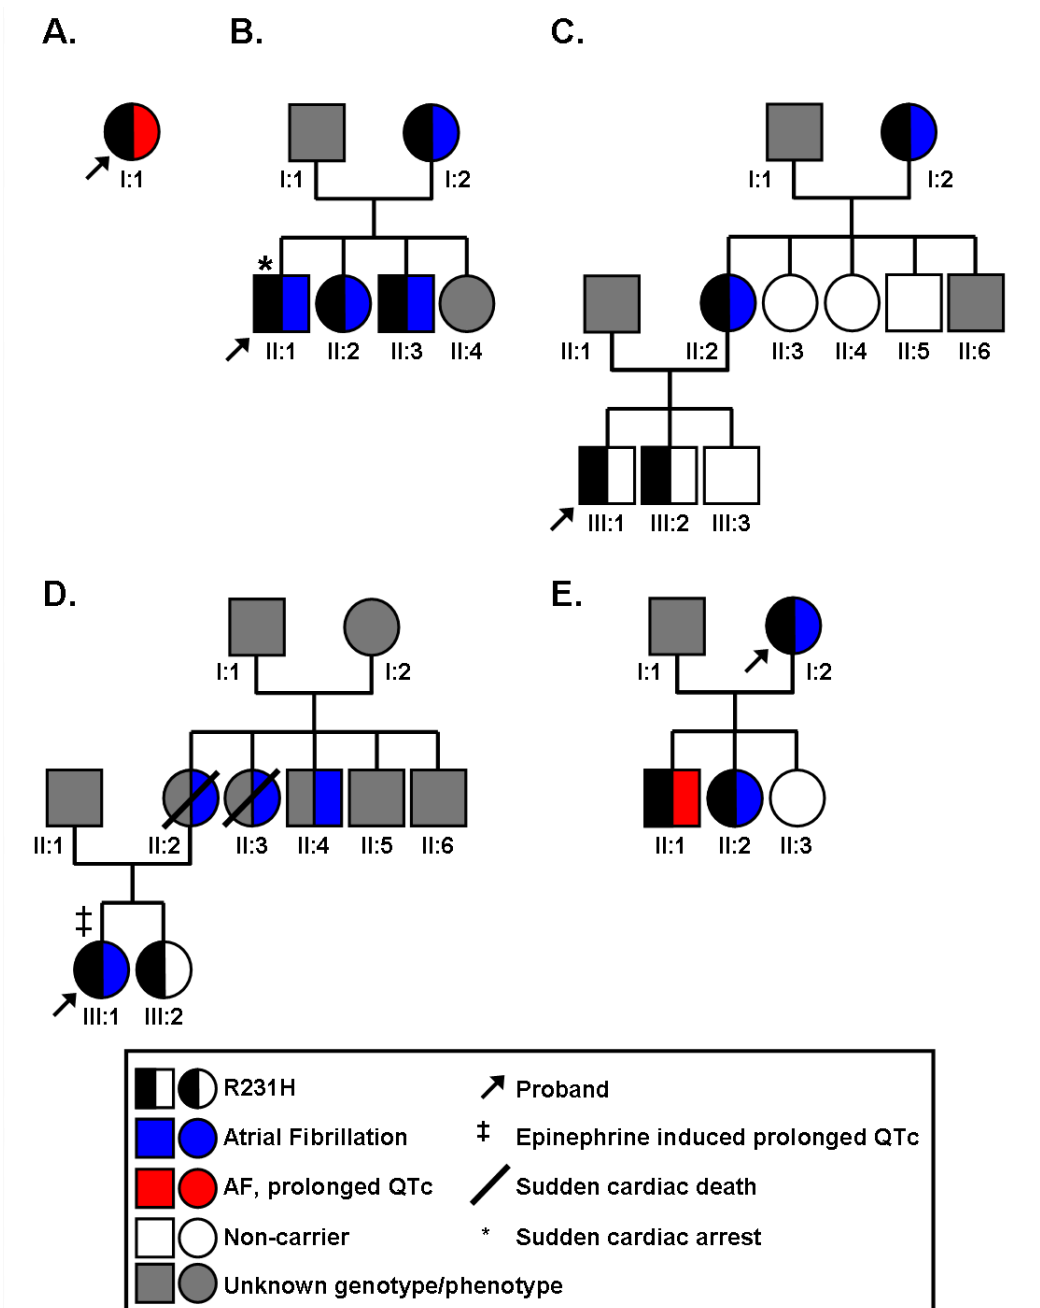 A. B. C.
I:1 I:1 I:2 I:1 I:2
*
II:1 II:2 II:3 II:4 II:1 II:2 II:3 II:4 II:5 II:6
III:1 III:2 III:3
D. E.
I:1 I:2 I:1 I:2
II:1 II:2 II:3 II:4 II:5 II:6 II:1 II:2 II:3
‡
III:1 III:2
R231H Proband
Atrial Fibrillation ‡ Epinephrine induced prolonged QTc
AF, prolonged QTc Sudden cardiac death
Non-carrier * Sudden cardiac arrest
Unknown genotype/phenotype